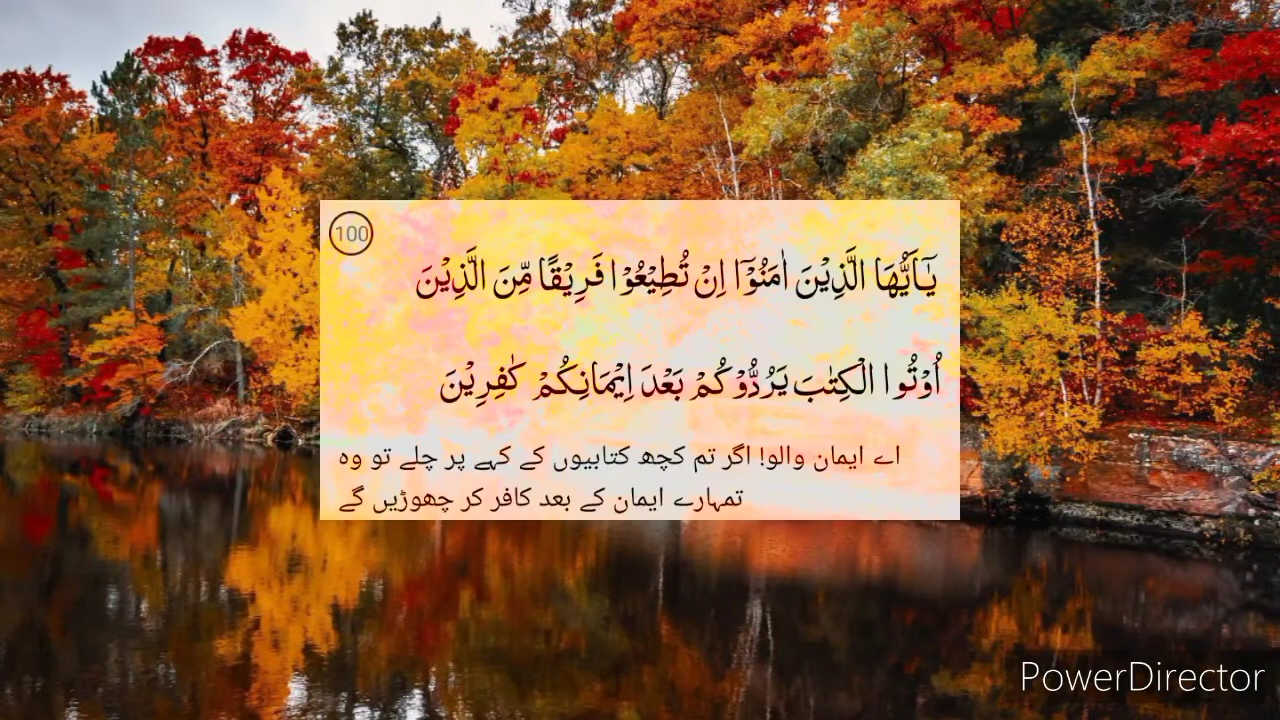 100
يٰۤاَيُّهَا الَّذِيْنَ اٰمَنُوْۤا اِنْ تُطِيْعُوْا فَرِيْقًا مِّنَ الَّذِيْنَ
اُوْتُوا الْكِتٰبَ يَرُدُّوْكُمْ بَعْدَ اِيْمَانِكُمْ كٰفِرِيْنَ
اے ایمان والو! اگر تم کچھ کتابیوں کے کہے پر چلے تو وہ
تمہارے ایمان کے بعد کافر کر چھوڑیں گے
PowerDirector